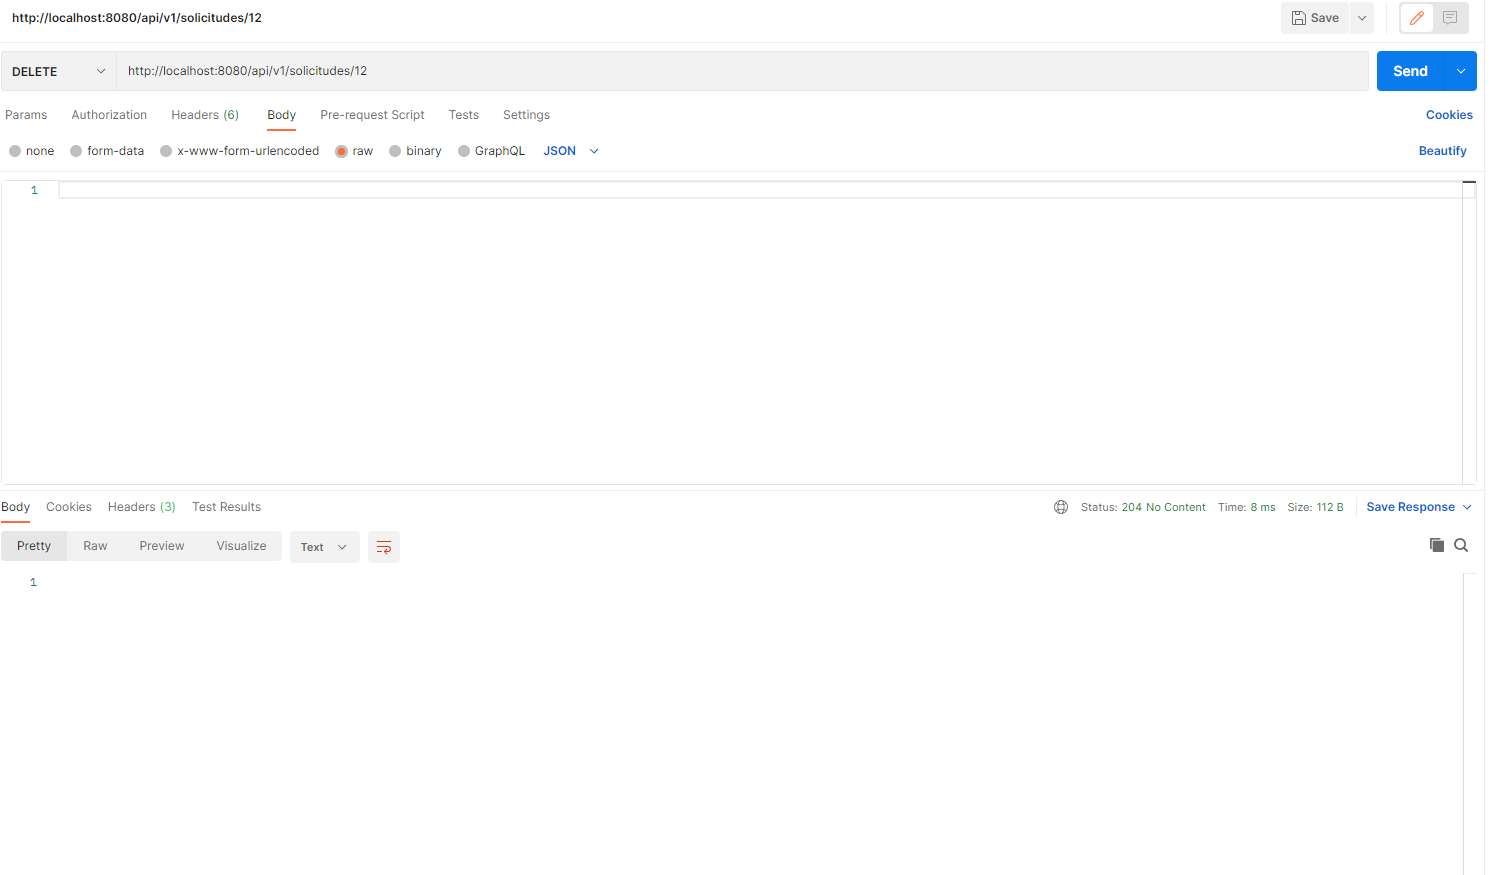 http://localhost:8080/api/v1/solicitudes/12
Save
DELETE http://localhost:8080/api/v1/solicitudes/12 Send
Params Authorization Headers (6) Body Pre-request Script Tests Settings Cookies
none form-data x-www-form-urlencoded raw binary GraphQL JSON Beautify
1
Body Cookies Headers (3) Test Results Status: 204 No Content Time: 8 ms Size: 112 B Save Response
Pretty Raw Preview Visualize Text
1